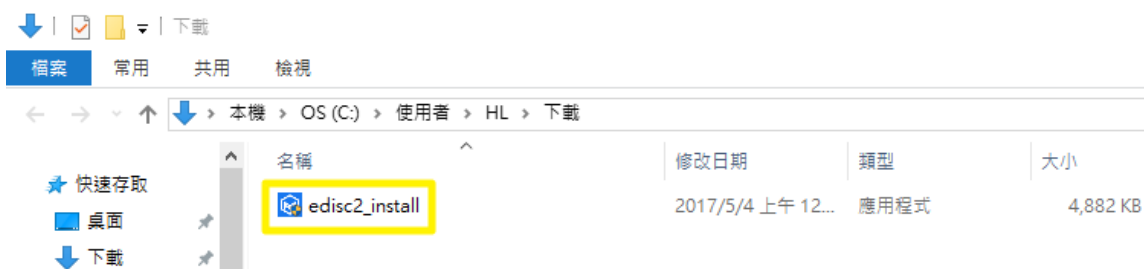 下載
檔案 常用 共用 檢視
本機 > OS (C:) > 使用者 > HL > 下載
名稱 修改日期 類型 大小
快速存取
edisc2_install 2017/5/4 上午 12... 應用程式 4,882 KB
桌面
下載